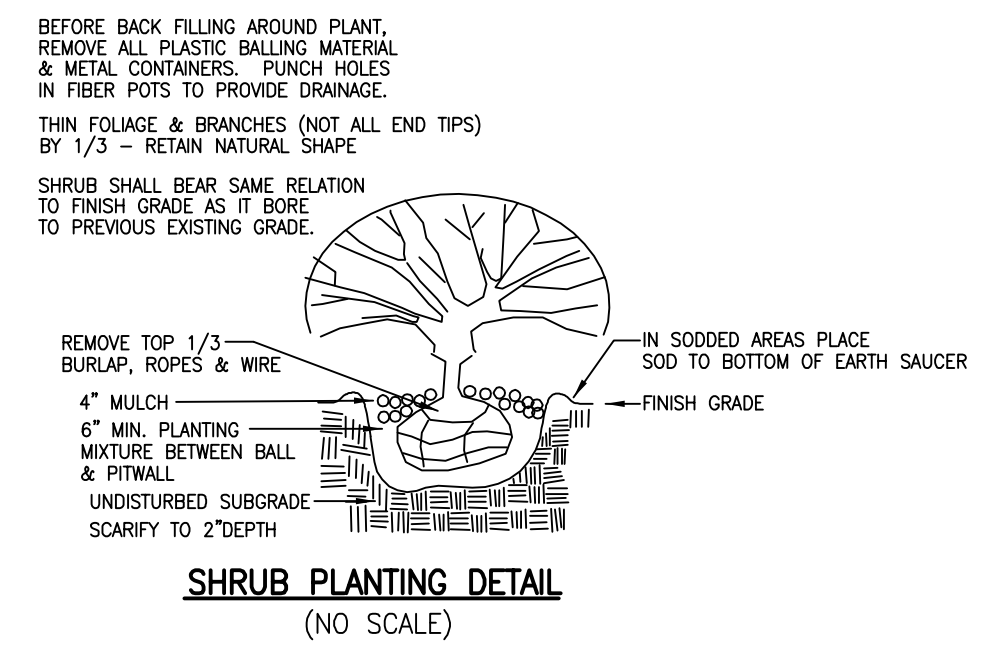 BEFORE BACK FILLING AROUND PLANT,
REMOVE ALL PLASTIC BALLING MATERIAL
& METAL CONTAINERS. PUNCH HOLES
IN FIBER POTS TO PROVIDE DRAINAGE.
THIN FOLIAGE & BRANCHES (NOT ALL END TIPS)
BY 1/3 – RETAIN NATURAL SHAPE
SHRUB SHALL BEAR SAME RELATION
TO FINISH GRADE AS IT BORE
TO PREVIOUS EXISTING GRADE.
REMOVE TOP 1/3
BURLAP, ROPES & WIRE
4" MULCH
6" MIN. PLANTING
MIXTURE BETWEEN BALL
& PITWALL
UNDISTURBED SUBGRADE
SCARIFY TO 2"DEPTH
IN SODDED AREAS PLACE
SOD TO BOTTOM OF EARTH SAUCER
FINISH GRADE
SHRUB PLANTING DETAIL
(NO SCALE)